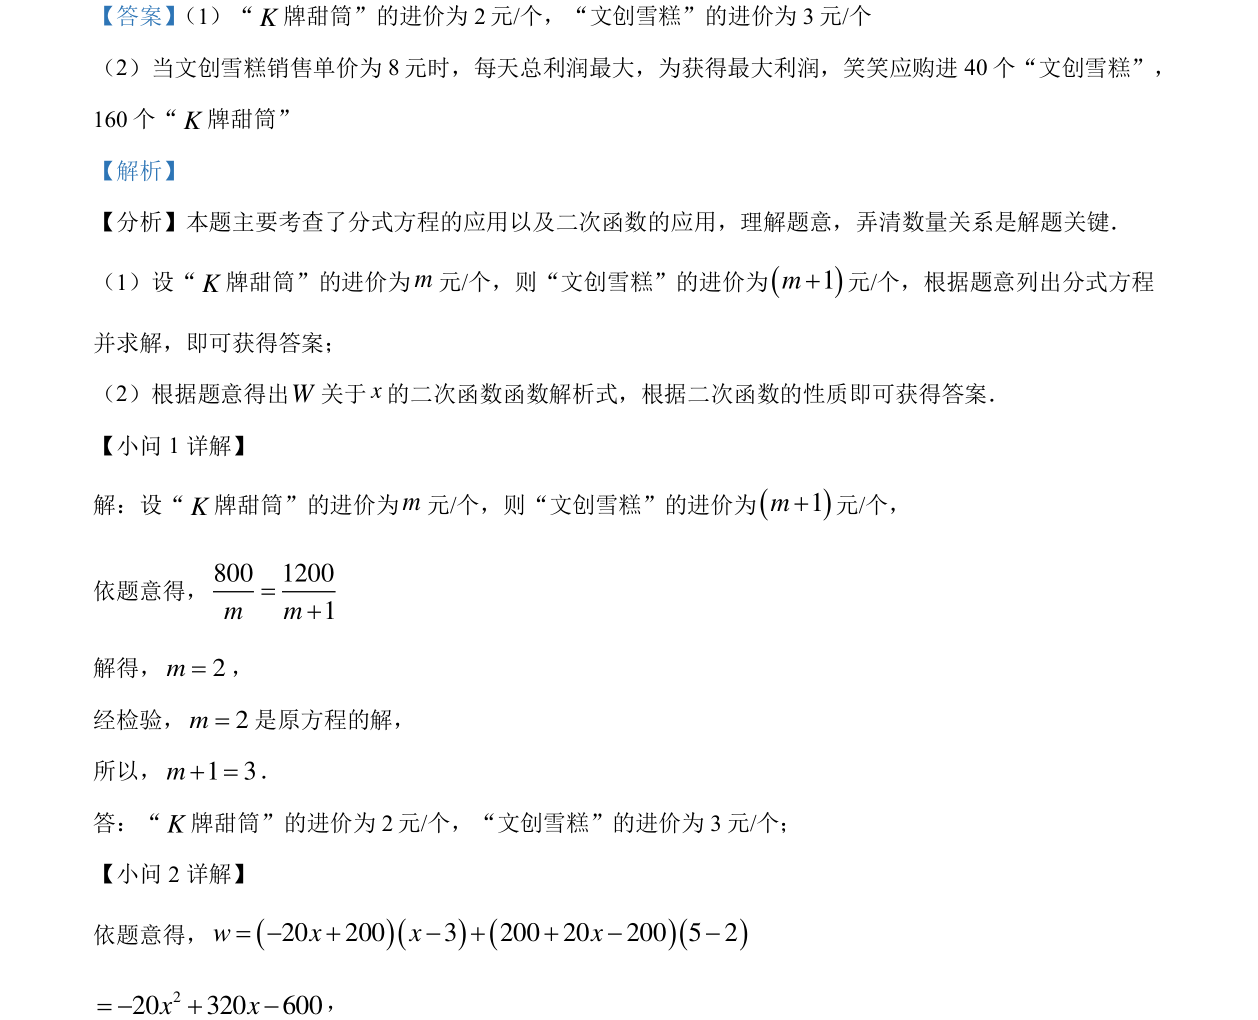 【答案】（1）“K牌甜筒”的进价为2元/个，“文创雪糕”的进价为3元/个
（2）当文创雪糕销售单价为8元时，每天总利润最大，为获得最大利润，笑笑应购进40个“文创雪糕”，
160个“K牌甜筒”
【解析】
【分析】本题主要考查了分式方程的应用以及二次函数的应用，理解题意，弄清数量关系是解题关键．
（1）设“K牌甜筒”的进价为m元/个，则“文创雪糕”的进价为(m+1)元/个，根据题意列出分式方程
并求解，即可获得答案；
（2）根据题意得出W关于x的二次函数函数解析式，根据二次函数的性质即可获得答案．
【小问1详解】
解：设“K牌甜筒”的进价为m元/个，则“文创雪糕”的进价为(m+1)元/个，
依题意得，800/m = 1200/(m+1)
解得，m=2，
经检验，m=2是原方程的解，
所以，m+1=3．
答：“K牌甜筒”的进价为2元/个，“文创雪糕”的进价为3元/个；
【小问2详解】
依题意得，w=(−20x+200)(x−3)+(200+20x−200)(5−2)
=−20x²+320x−600，